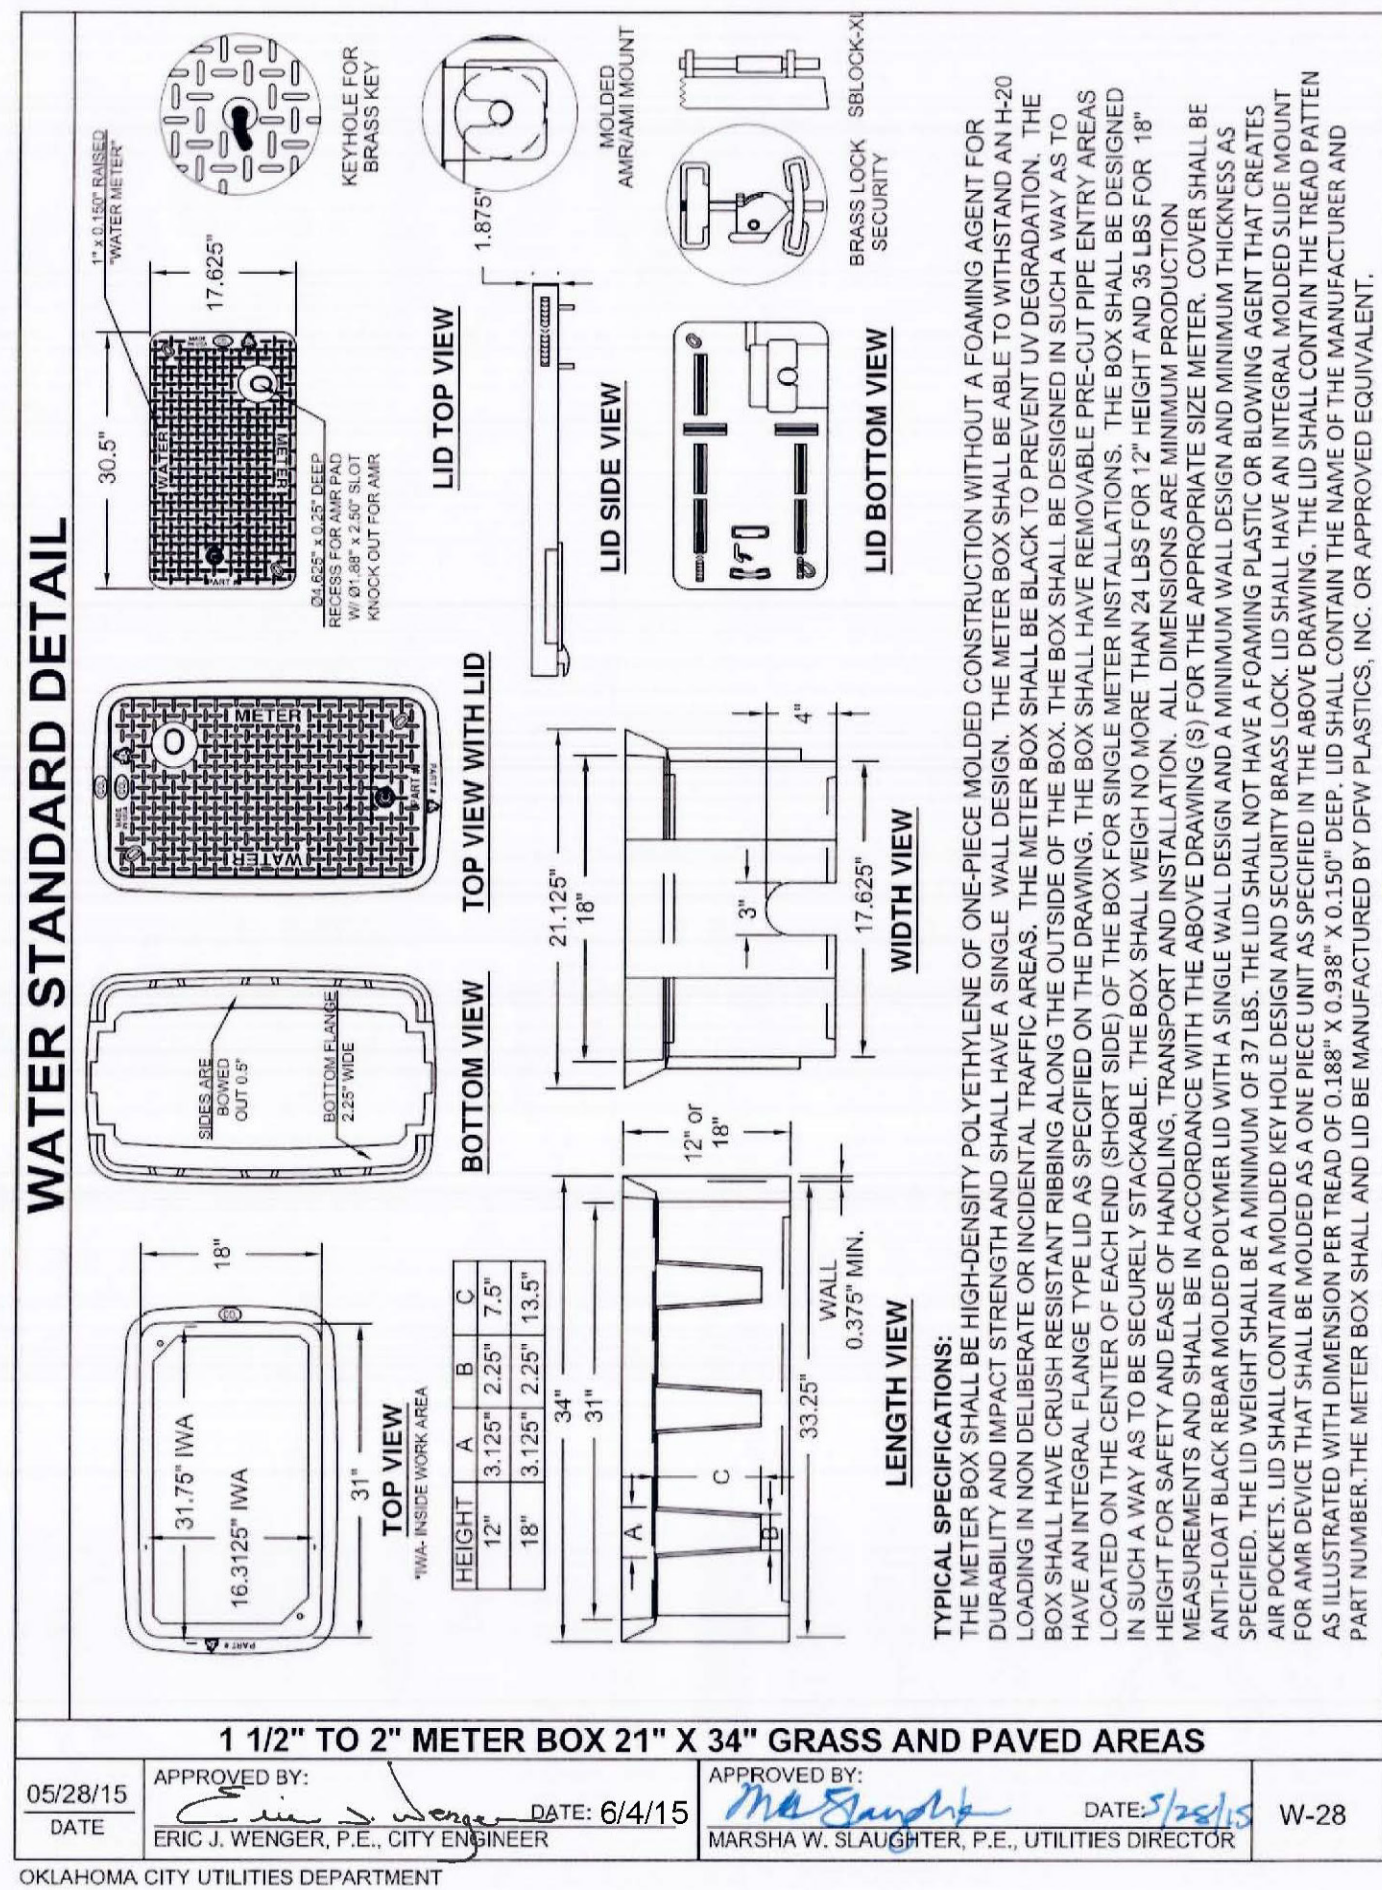 WATER STANDARD DETAIL
18"
31.75" IWA
16.3125" IWA
31"
PART #
TOP VIEW
*IWA- INSIDE WORK AREA
SIDES ARE
BOWED
OUT 0.5"
BOTTOM FLANGE
2.25" WIDE
BOTTOM VIEW
METER
WATER
MADE
IN USA
PART #
PART #
TOP VIEW WITH LID
30.5"
17.625"
1" x 0.150" RAISED
"WATER METER"
WATER
METER
MADE
IN USA
PART #
Ø4.625" x 0.25" DEEP
RECESS FOR AMR PAD
W/ Ø1.88" x 2.50" SLOT
KNOCK OUT FOR AMR
LID TOP VIEW
KEYHOLE FOR
BRASS KEY
HEIGHT A B C
12" 3.125" 2.25" 7.5"
18" 3.125" 2.25" 13.5"
34"
31"
A
B
C
12" or
18"
33.25"
WALL
0.375" MIN.
LENGTH VIEW
21.125"
18"
3"
4"
17.625"
WIDTH VIEW
1.875"
LID SIDE VIEW
MOLDED
AMR/AMI MOUNT
LID BOTTOM VIEW
BRASS LOCK
SECURITY
SBLOCK-XL
TYPICAL SPECIFICATIONS:
THE METER BOX SHALL BE HIGH-DENSITY POLYETHYLENE OF ONE-PIECE MOLDED CONSTRUCTION WITHOUT A FOAMING AGENT FOR
DURABILITY AND IMPACT STRENGTH AND SHALL HAVE A SINGLE WALL DESIGN. THE METER BOX SHALL BE ABLE TO WITHSTAND AN H-20
LOADING IN NON DELIBERATE OR INCIDENTAL TRAFFIC AREAS. THE METER BOX SHALL BE BLACK TO PREVENT UV DEGRADATION. THE
BOX SHALL HAVE CRUSH RESISTANT RIBBING ALONG THE OUTSIDE OF THE BOX. THE BOX SHALL BE DESIGNED IN SUCH A WAY AS TO
HAVE AN INTEGRAL FLANGE TYPE LID AS SPECIFIED ON THE DRAWING. THE BOX SHALL HAVE REMOVABLE PRE-CUT PIPE ENTRY AREAS
LOCATED ON THE CENTER OF EACH END (SHORT SIDE) OF THE BOX FOR SINGLE METER INSTALLATIONS. THE BOX SHALL BE DESIGNED
IN SUCH A WAY AS TO BE SECURELY STACKABLE. THE BOX SHALL WEIGH NO MORE THAN 24 LBS FOR 12" HEIGHT AND 35 LBS FOR 18"
HEIGHT FOR SAFETY AND EASE OF HANDLING, TRANSPORT AND INSTALLATION. ALL DIMENSIONS ARE MINIMUM PRODUCTION
MEASUREMENTS AND SHALL BE IN ACCORDANCE WITH THE ABOVE DRAWING (S) FOR THE APPROPRIATE SIZE METER. COVER SHALL BE
ANTI-FLOAT BLACK REBAR MOLDED POLYMER LID WITH A SINGLE WALL DESIGN AND A MINIMUM WALL DESIGN AND MINIMUM THICKNESS AS
SPECIFIED. THE LID WEIGHT SHALL BE A MINIMUM OF 37 LBS. THE LID SHALL NOT HAVE A FOAMING PLASTIC OR BLOWING AGENT THAT CREATES
AIR POCKETS. LID SHALL CONTAIN A MOLDED KEY HOLE DESIGN AND SECURITY BRASS LOCK. LID SHALL HAVE AN INTEGRAL MOLDED SLIDE MOUNT
FOR AMR DEVICE THAT SHALL BE MOLDED AS A ONE PIECE UNIT AS SPECIFIED IN THE ABOVE DRAWING. THE LID SHALL CONTAIN THE TREAD PATTEN
AS ILLUSTRATED WITH DIMENSION PER TREAD OF 0.188" X 0.938" X 0.150" DEEP. LID SHALL CONTAIN THE NAME OF THE MANUFACTURER AND
PART NUMBER.THE METER BOX SHALL AND LID BE MANUFACTURED BY DFW PLASTICS, INC. OR APPROVED EQUIVALENT.
1 1/2" TO 2" METER BOX 21" X 34" GRASS AND PAVED AREAS
05/28/15
DATE
APPROVED BY:
Eric J. Wenger DATE: 6/4/15
ERIC J. WENGER, P.E., CITY ENGINEER
APPROVED BY:
DATE: 5/28/15
MARSHA W. SLAUGHTER, P.E., UTILITIES DIRECTOR
W-28
OKLAHOMA CITY UTILITIES DEPARTMENT